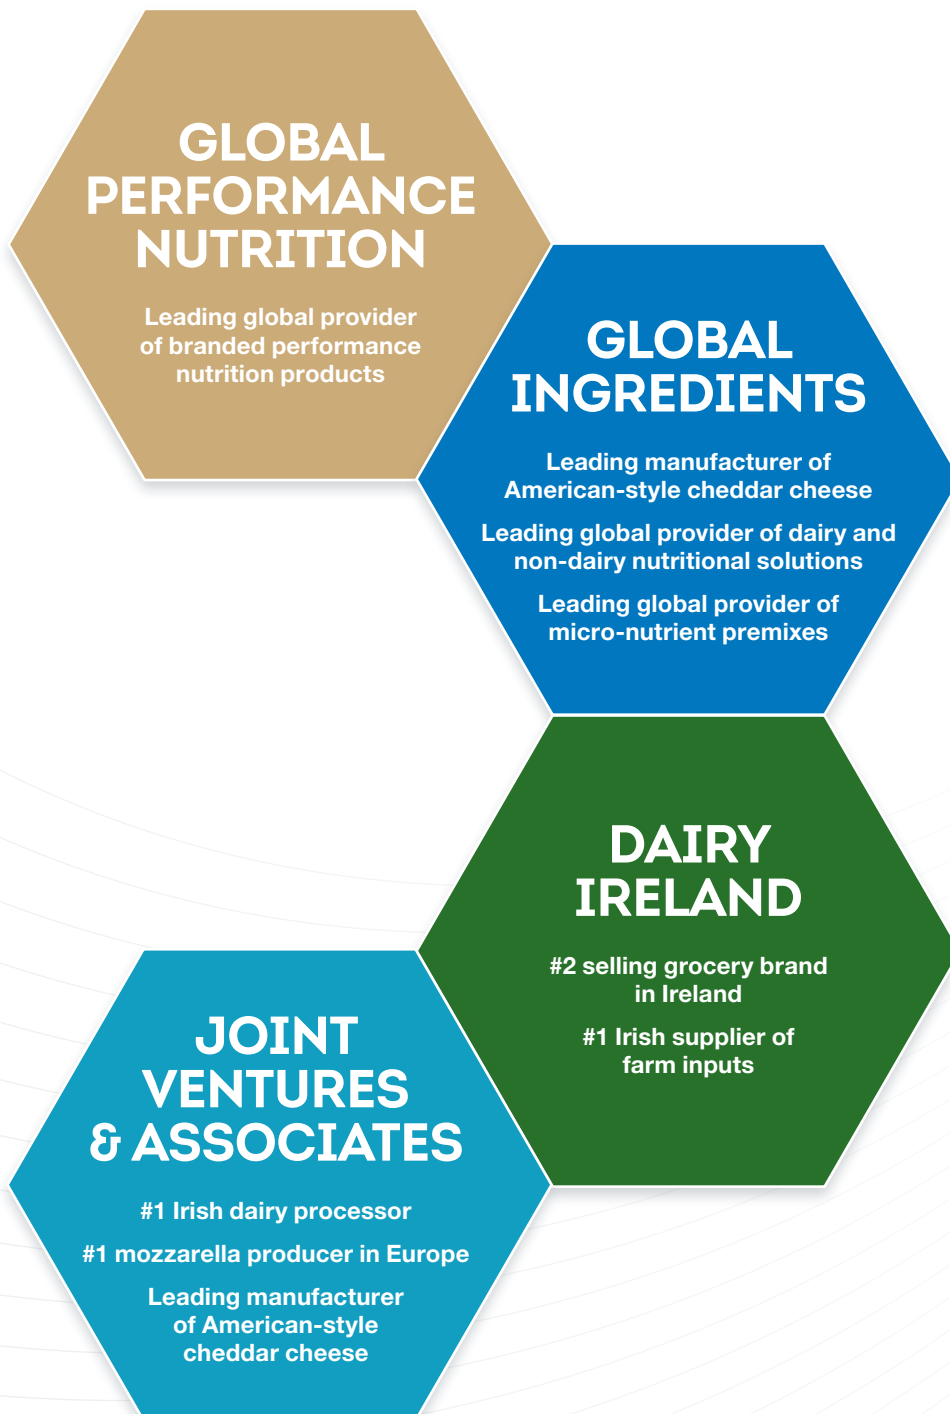 GLOBAL
PERFORMANCE
NUTRITION
Leading global provider
of branded performance
nutrition products
GLOBAL
INGREDIENTS
Leading manufacturer of
American-style cheddar cheese
Leading global provider of dairy and
non-dairy nutritional solutions
Leading global provider of
micro-nutrient premixes
DAIRY
IRELAND
#2 selling grocery brand
in Ireland
#1 Irish supplier of
farm inputs
JOINT
VENTURES
& ASSOCIATES
#1 Irish dairy processor
#1 mozzarella producer in Europe
Leading manufacturer
of American-style
cheddar cheese